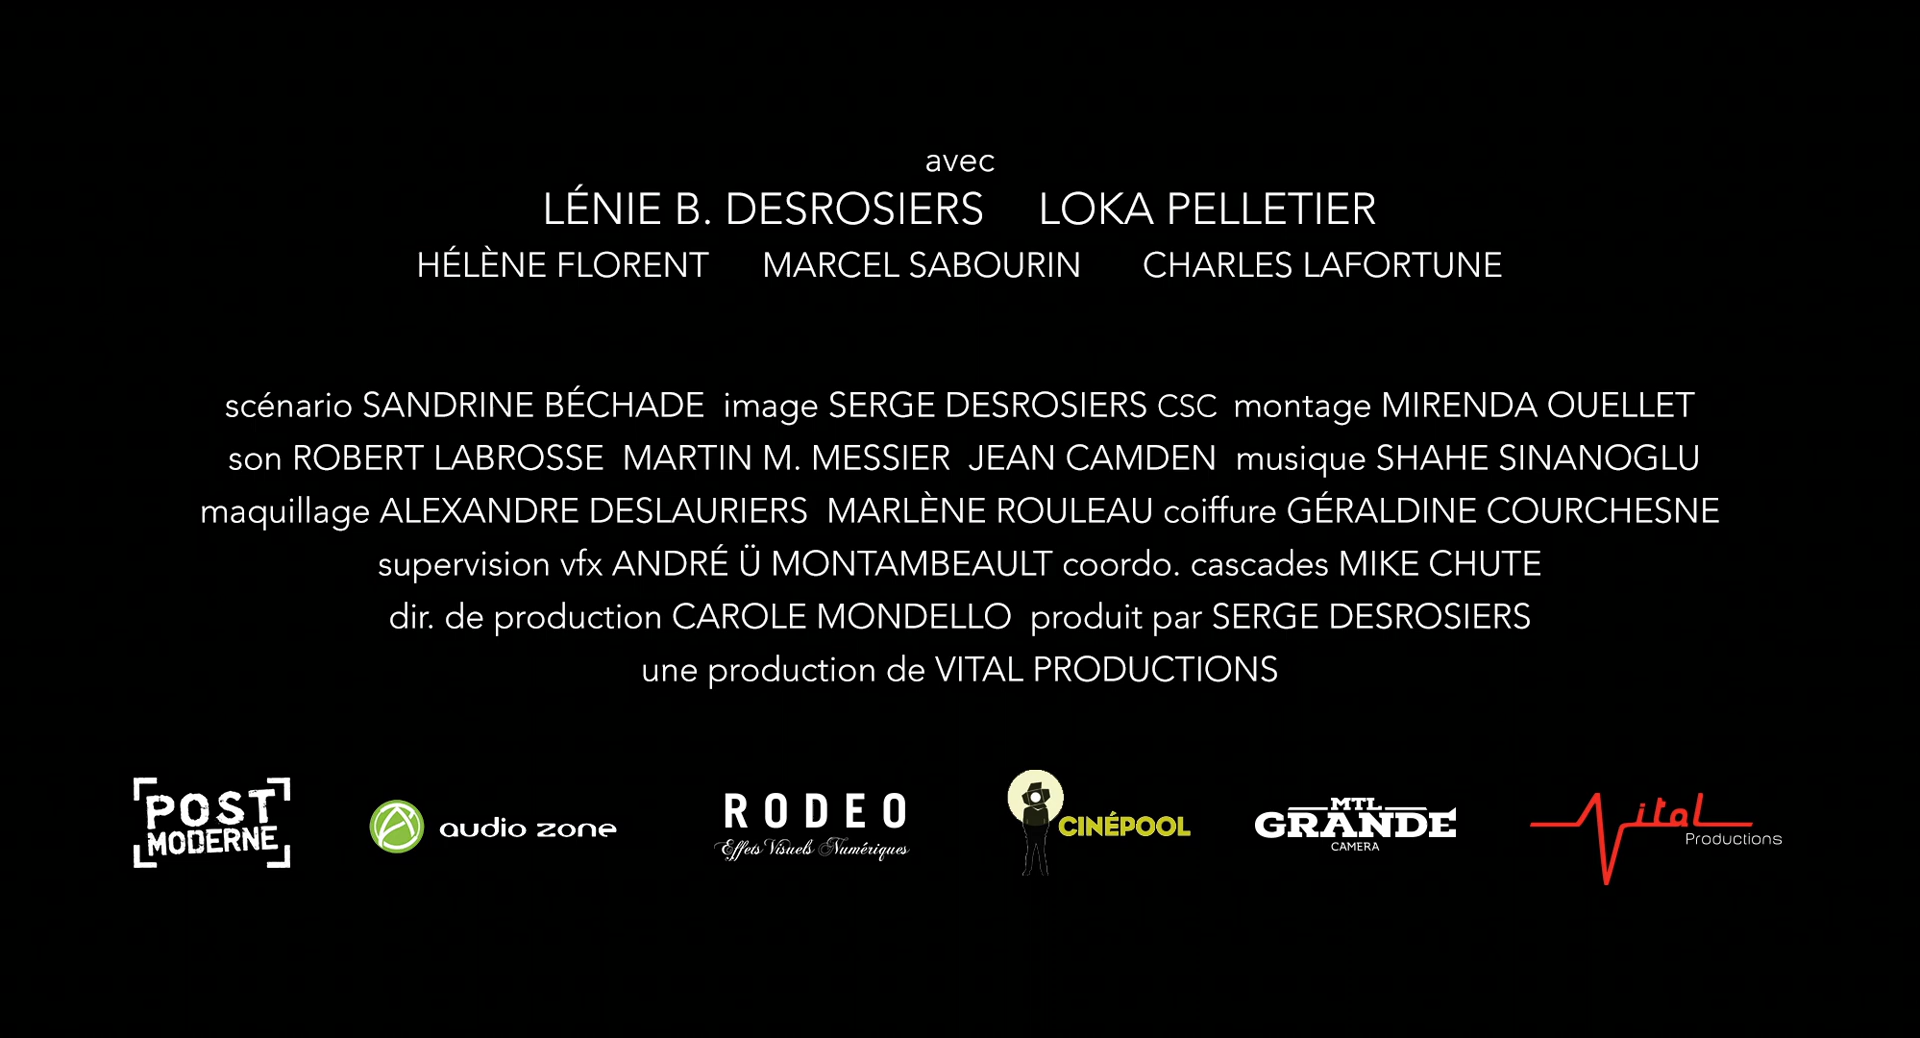 avec
LÉNIE B. DESROSIERS LOKA PELLETIER
HÉLÈNE FLORENT MARCEL SABOURIN CHARLES LAFORTUNE
scénario SANDRINE BÉCHADE image SERGE DESROSIERS CSC montage MIRENDA OUELLET
son ROBERT LABROSSE MARTIN M. MESSIER JEAN CAMDEN musique SHAHE SINANOGLU
maquillage ALEXANDRE DESLAURIERS MARLÈNE ROULEAU coiffure GÉRALDINE COURCHESNE
supervision vfx ANDRÉ Ü MONTAMBEAULT coordo. cascades MIKE CHUTE
dir. de production CAROLE MONDELLO produit par SERGE DESROSIERS
une production de VITAL PRODUCTIONS
POST
MODERNE
audio zone
RODEO
Effets Visuels Numériques
CINÉPOOL
MTL
GRANDE
CAMERA
Vital
Productions